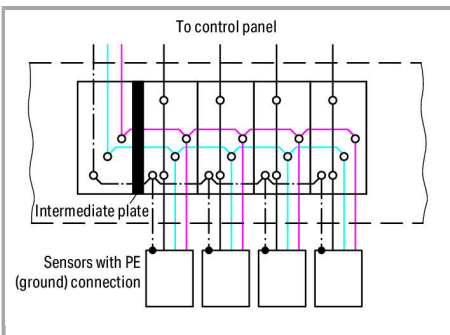 To control panel
Intermediate plate
Sensors with PE
(ground) connection